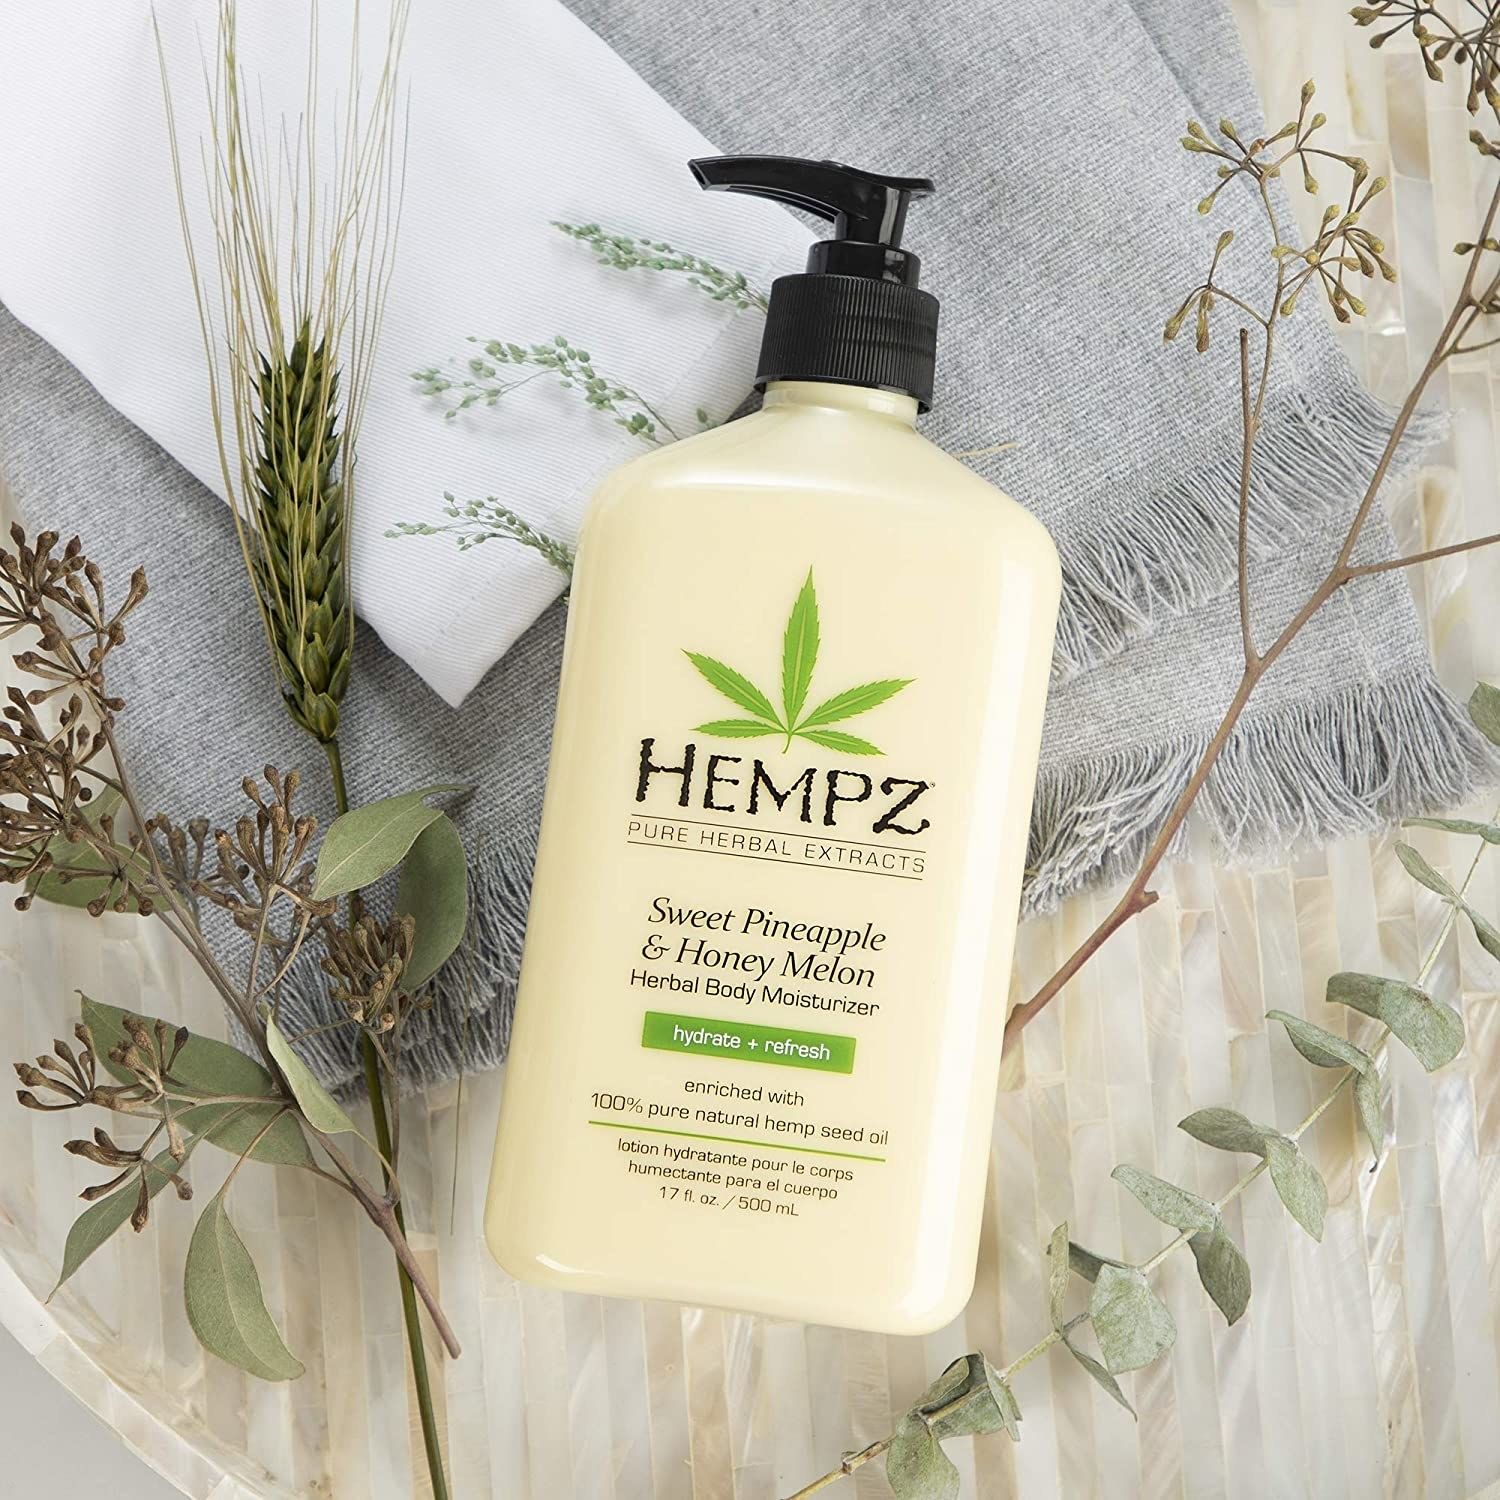 HEMPZ®
PURE HERBAL EXTRACTS
Sweet Pineapple
& Honey Melon
Herbal Body Moisturizer
hydrate + refresh
enriched with
100% pure natural hemp seed oil
lotion hydratante pour le corps
humectante para el cuerpo
17 fl. oz. / 500 mL